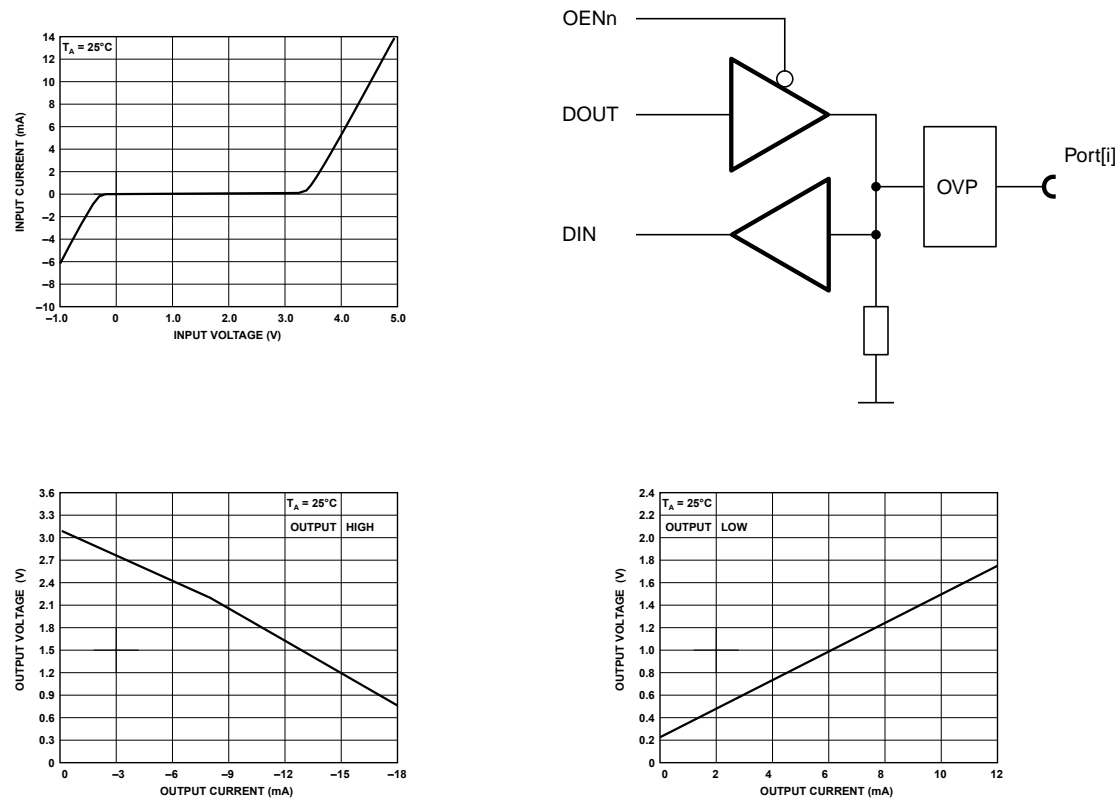 OENn
DOUT
DIN
OVP
Port[i]
14
12
10
8
6
4
2
0
–2
–4
–6
–8
–10
–1.0 0 1.0 2.0 3.0 4.0 5.0
INPUT CURRENT (mA)
INPUT VOLTAGE (V)
TA = 25°C
3.6
3.3
3.0
2.7
2.4
2.1
1.8
1.5
1.2
0.9
0.6
0.3
0
0 –3 –6 –9 –12 –15 –18
OUTPUT VOLTAGE (V)
OUTPUT CURRENT (mA)
TA = 25°C
OUTPUT HIGH
2.4
2.2
2.0
1.8
1.6
1.4
1.2
1.0
0.8
0.6
0.4
0.2
0
0 2 4 6 8 10 12
OUTPUT VOLTAGE (V)
OUTPUT CURRENT (mA)
TA = 25°C
OUTPUT LOW